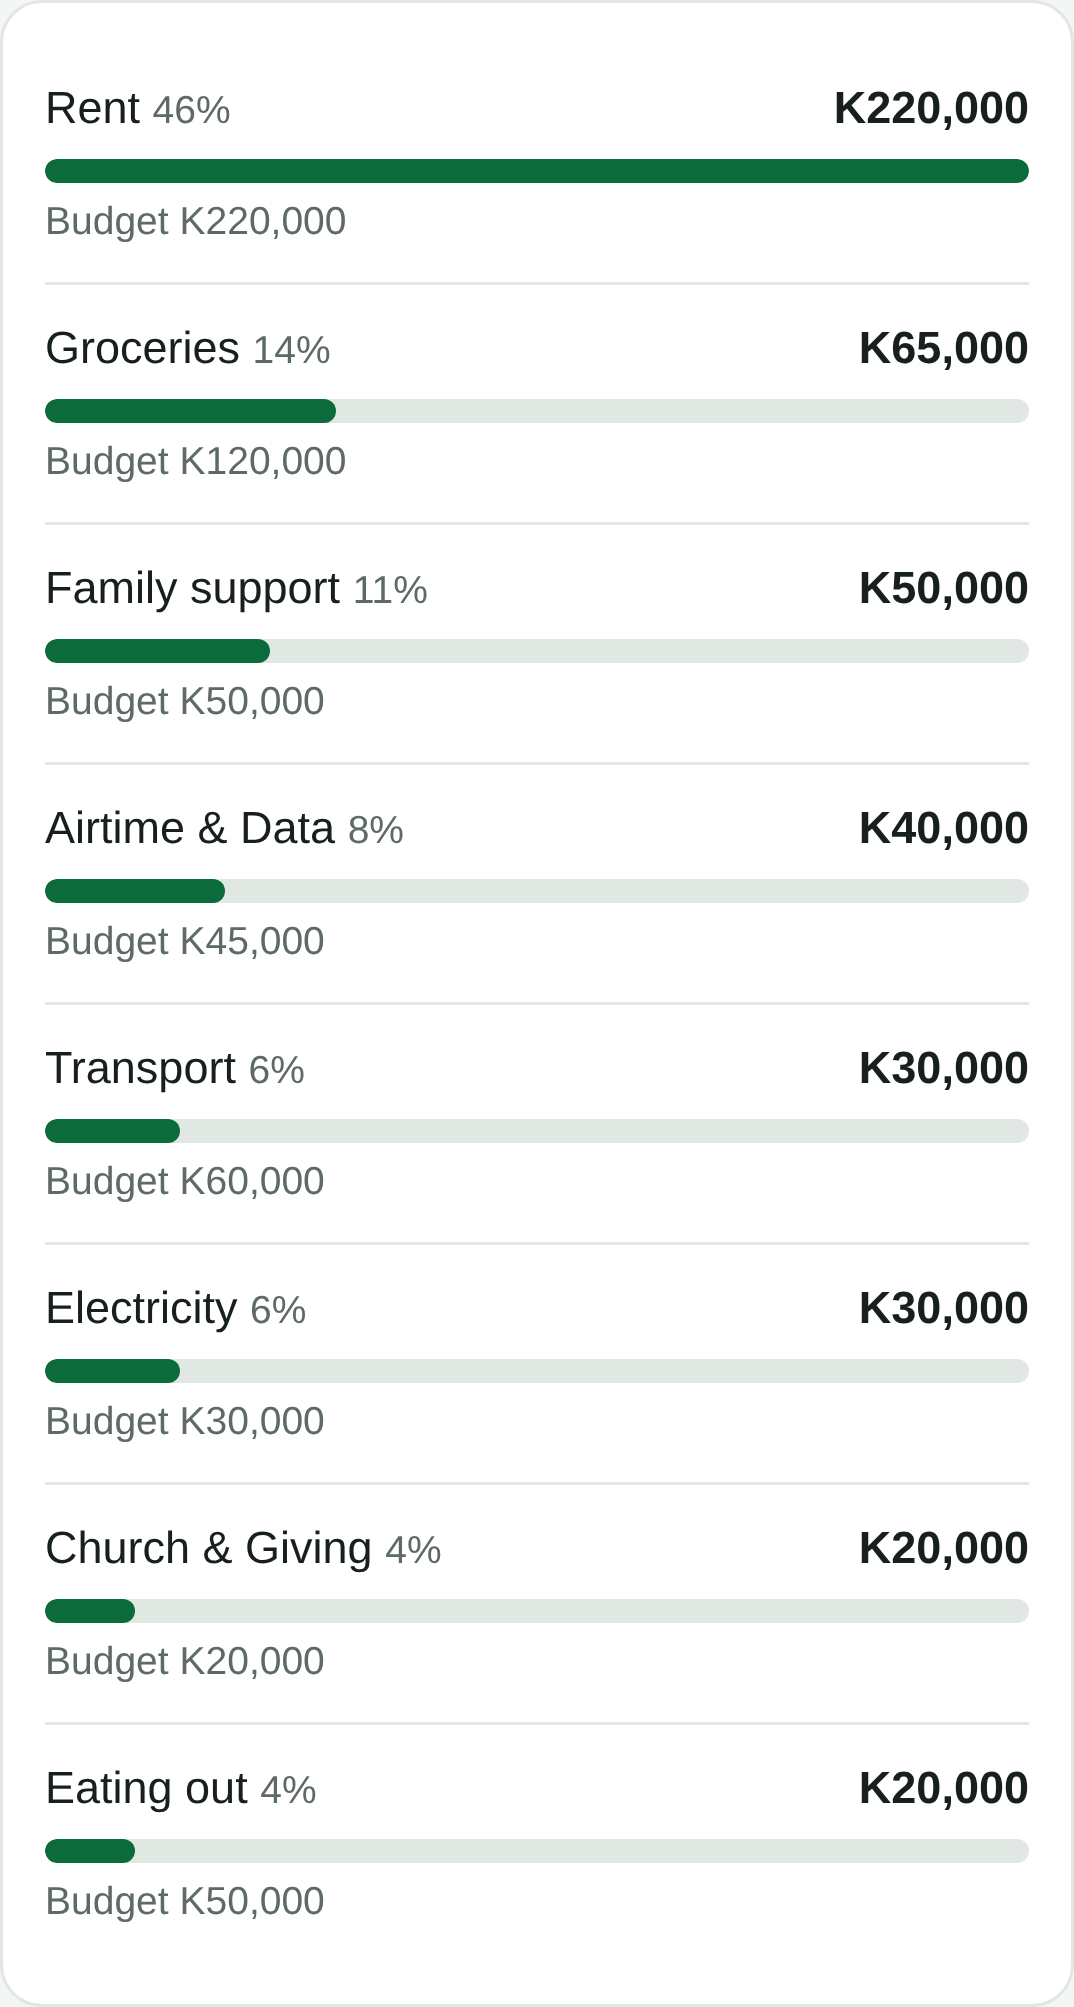 Rent 46% K220,000
Budget K220,000
Groceries 14% K65,000
Budget K120,000
Family support 11% K50,000
Budget K50,000
Airtime & Data 8% K40,000
Budget K45,000
Transport 6% K30,000
Budget K60,000
Electricity 6% K30,000
Budget K30,000
Church & Giving 4% K20,000
Budget K20,000
Eating out 4% K20,000
Budget K50,000